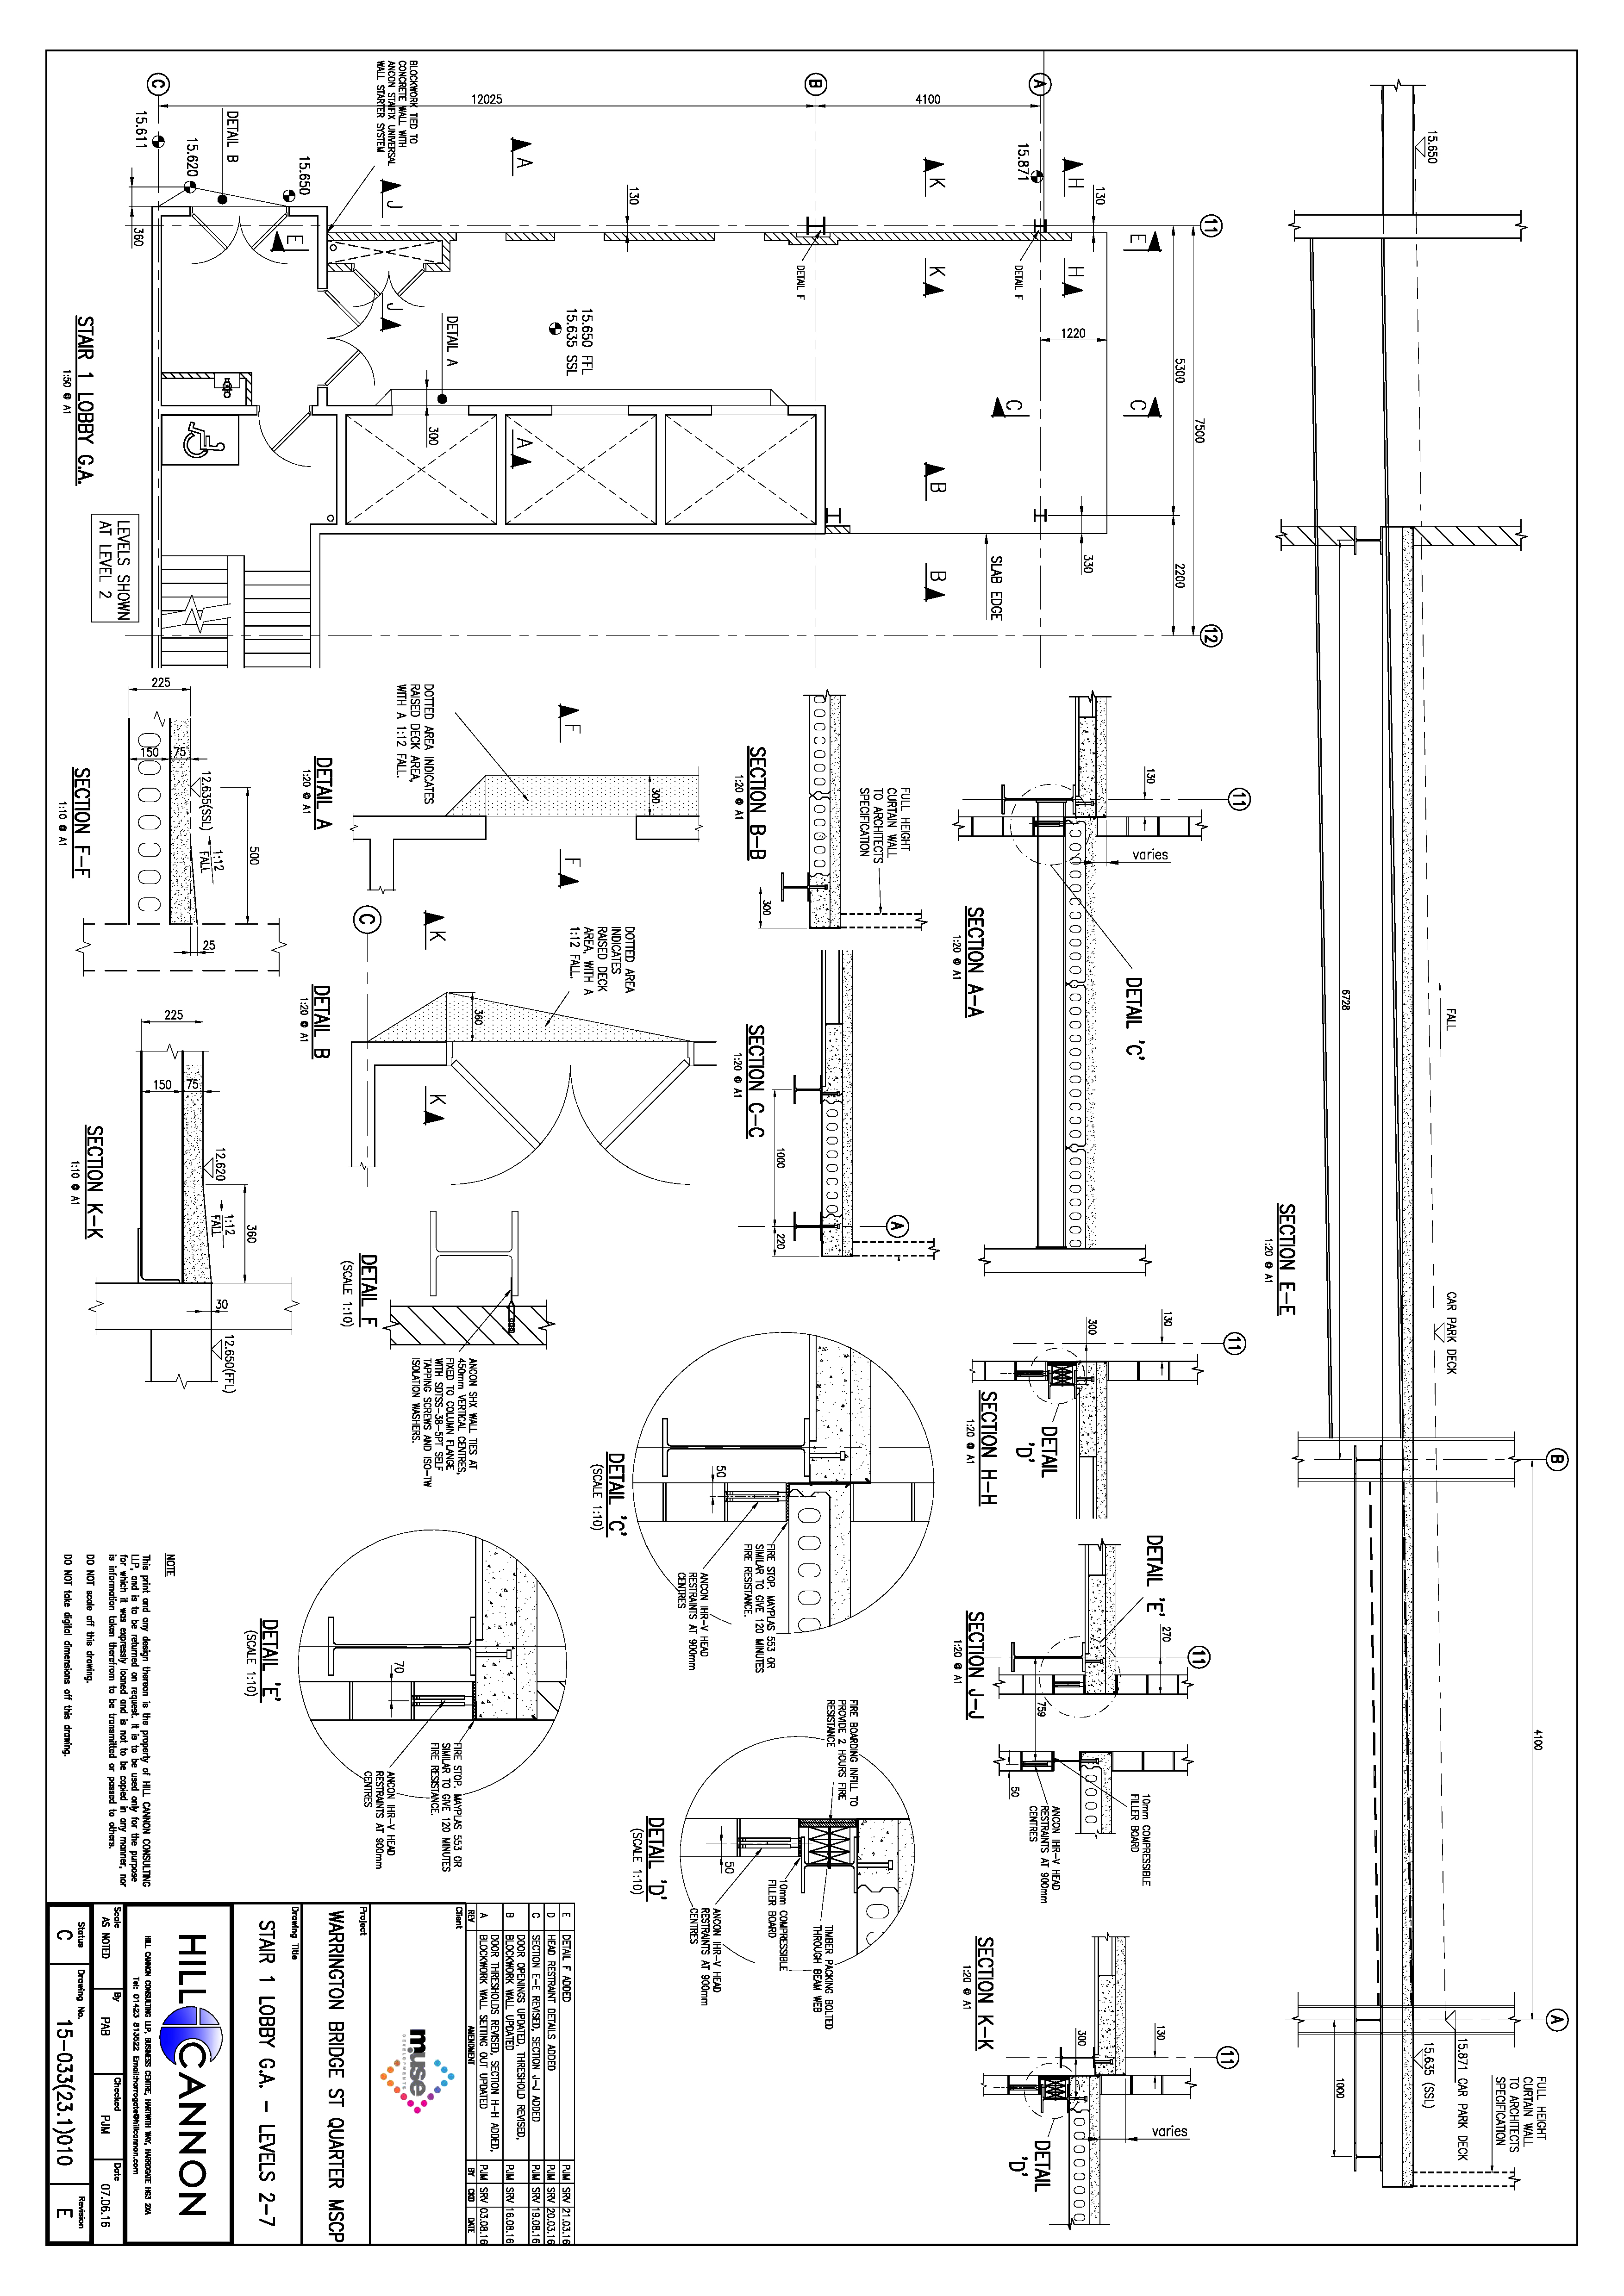 15.650
FALL
6728
CAR PARK DECK
B
4100
A
15.871 CAR PARK DECK
15.635 (SSL)
1000
FULL HEIGHT
CURTAIN WALL
TO ARCHITECTS
SPECIFICATION
SECTION E-E
1:20 @ A1
C
12025
B
4100
A
BLOCKWORK TIED TO
CONCRETE WALL WITH
ANCON STAIFIX UNIVERSAL
WALL STARTER SYSTEM
15.611
15.620
DETAIL B
15.650
360
A
J
130
K
15.871
H
130
11
E
E
DETAIL F
K
DETAIL F
H
J
DETAIL A
15.650 FFL
15.635 SSL
1220
5300
7500
C
C
300
A
B
330
SLAB EDGE
2200
B
12
STAIR 1 LOBBY G.A.
1:50 @ A1
LEVELS SHOWN
AT LEVEL 2
130
11
varies
DETAIL 'C'
SECTION A-A
1:20 @ A1
FULL HEIGHT
CURTAIN WALL
TO ARCHITECTS
SPECIFICATION
300
SECTION B-B
1:20 @ A1
1000
A
220
SECTION C-C
1:20 @ A1
DOTTED AREA INDICATES
RAISED DECK AREA,
WITH A 1:12 FALL.
F
300
F
DETAIL A
1:20 @ A1
C
K
DOTTED AREA
INDICATES
RAISED DECK
AREA, WITH A
1:12 FALL.
360
K
DETAIL B
1:20 @ A1
225
150
75
12.635(SSL)
1:12
FALL
500
25
SECTION F-F
1:10 @ A1
225
150
75
12.620
1:12
FALL
360
30
12.650(FFL)
SECTION K-K
1:10 @ A1
DETAIL F
(SCALE 1:10)
ANCON SHX WALL TIES AT
450mm VERTICAL CENTRES,
FIXED TO COLUMN FLANGE
WITH SDTSS-38-5PT SELF
TAPPING SCREWS AND ISO-TW
ISOLATION WASHERS.
130
300
11
DETAIL
'D'
SECTION H-H
1:20 @ A1
DETAIL 'E'
270
11
759
50
10mm COMPRESSIBLE
FILLER BOARD
ANCON IHR-V HEAD
RESTRAINTS AT 900mm
CENTRES
SECTION J-J
1:20 @ A1
130
300
11
varies
DETAIL
'D'
SECTION K-K
1:20 @ A1
50
FIRE STOP. MAYPLAS 553 OR
SIMILAR TO GIVE 120 MINUTES
FIRE RESISTANCE.
ANCON IHR-V HEAD
RESTRAINTS AT 900mm
CENTRES
DETAIL 'C'
(SCALE 1:10)
FIRE BOARDING INFILL TO
PROVIDE 2 HOURS FIRE
RESISTANCE
50
TIMBER PACKING BOLTED
THROUGH BEAM WEB
10mm COMPRESSIBLE
FILLER BOARD
ANCON IHR-V HEAD
RESTRAINTS AT 900mm
CENTRES
DETAIL 'D'
(SCALE 1:10)
70
FIRE STOP. MAYPLAS 553 OR
SIMILAR TO GIVE 120 MINUTES
FIRE RESISTANCE.
ANCON IHR-V HEAD
RESTRAINTS AT 900mm
CENTRES
DETAIL 'E'
(SCALE 1:10)
NOTE
This print and any design thereon is the property of HILL CANNON CONSULTING
LLP, and is to be returned on request. It is to be used only for the purpose
for which it was expressly loaned and is not to be copied in any manner, nor
is information taken therefrom to be transmitted or passed to others.
DO NOT scale off this drawing.
DO NOT take digital dimensions off this drawing.
E DETAIL F ADDED PJM SRV 21.03.16
D HEAD RESTRAINT DETAILS ADDED PJM SRV 20.03.16
C SECTION E-E REVISED, SECTION J-J ADDED PJM SRV 19.08.16
B DOOR OPENINGS UPDATED, THRESHOLD REVISED,
BLOCKWORK WALL UPDATED PJM SRV 16.08.16
A DOOR THRESHOLDS REVISED, SECTION H-H ADDED,
BLOCKWORK WALL SETTING OUT UPDATED PJM SRV 03.08.16
REV AMENDMENT BY CKD DATE
Client
muse
Project
WARRINGTON BRIDGE ST QUARTER MSCP
Drawing Title
STAIR 1 LOBBY G.A. - LEVELS 2-7
HILL CANNON
HILL CANNON CONSULTING LLP, BUSINESS CENTRE, HARTWITH WAY, HARROGATE HG3 2XA
Tel: 01423 813522 Email:harrogate@hillcannon.com
Scale
AS NOTED
By
PAB
Checked
PJM
Date
07.06.16
Status
C
Drawing No.
15-033(23.1)010
Revision
E